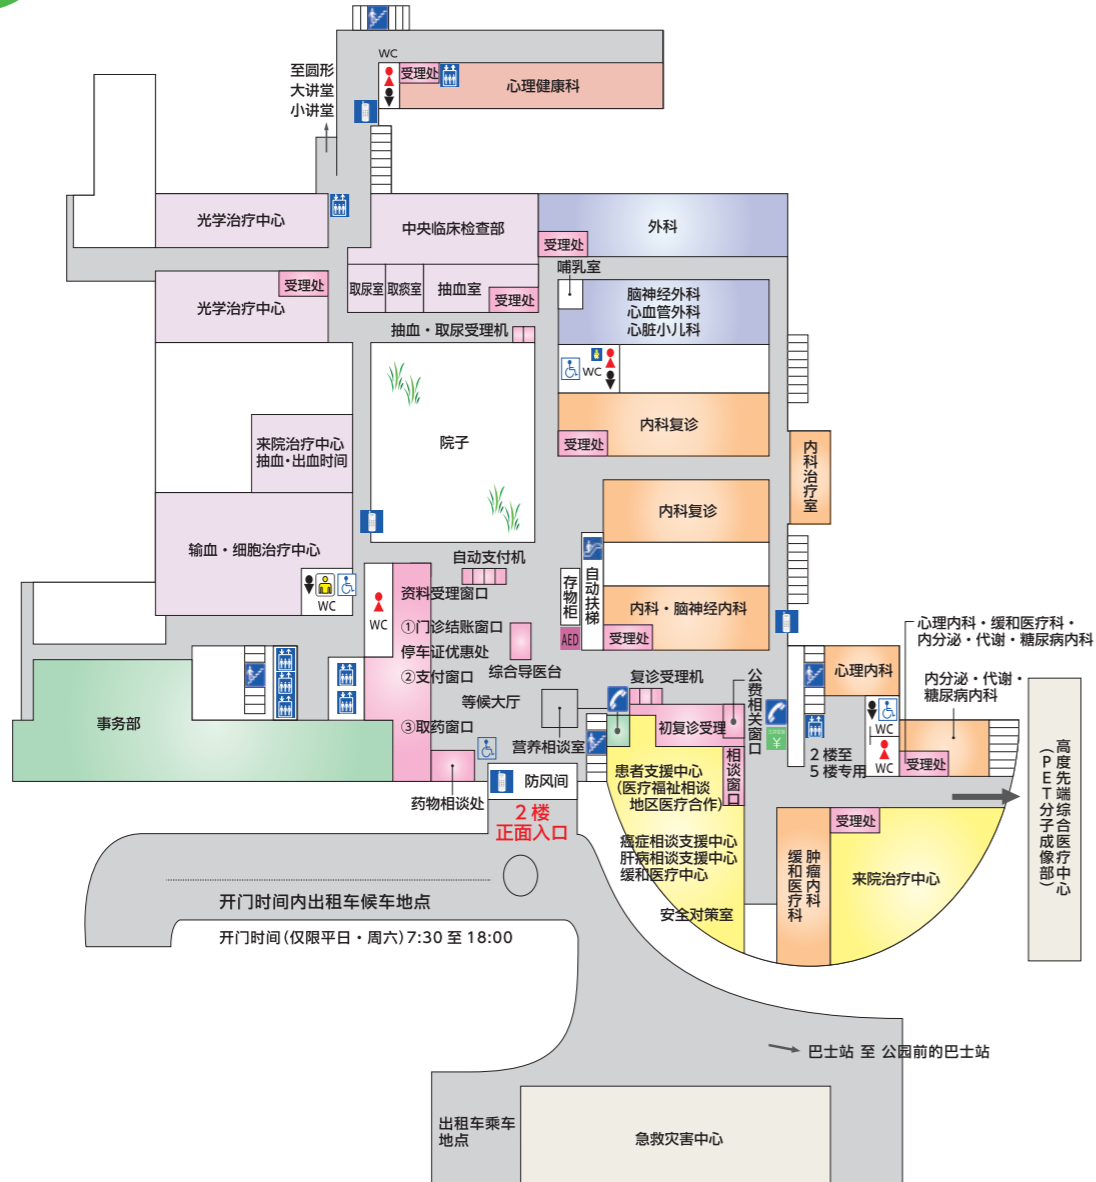 WC
受理处
心理健康科
至圆形
大讲堂
小讲堂
光学治疗中心
中央临床检查部
外科
受理处
哺乳室
取尿室
取痰室
抽血室
受理处
受理处
光学治疗中心
脑神经外科
心血管外科
心脏小儿科
抽血・取尿受理机
WC
内科复诊
受理处
来院治疗中心
抽血・出血时间
院子
内科治疗室
内科复诊
输血・细胞治疗中心
WC
自动支付机
自动扶梯
存物柜
AED
内科・脑神经内科
受理处
WC
资料受理窗口
①门诊结账窗口
停车证优惠处
②支付窗口
综合导医台
等候大厅
③取药窗口
营养相谈室
复诊受理机
初复诊受理
公费相关窗口
CASH
¥
心理内科
心理内科・缓和医疗科・
内分泌・代谢・糖尿病内科
内分泌・代谢・
糖尿病内科
WC
WC
受理处
2 楼至
5 楼专用
事务部
药物相谈处
防风间
2 楼
正面入口
患者支援中心
(医疗福祉相谈
地区医疗合作)
相谈窗口
癌症相谈支援中心
肝病相谈支援中心
缓和医疗中心
安全对策室
肿瘤内科
缓和医疗科
受理处
来院治疗中心
高度先端综合医疗中心
(PET分子成像部)
开门时间内出租车候车地点
开门时间(仅限平日・周六)7:30 至 18:00
巴士站 至 公园前的巴士站
出租车乘车
地点
急救灾害中心